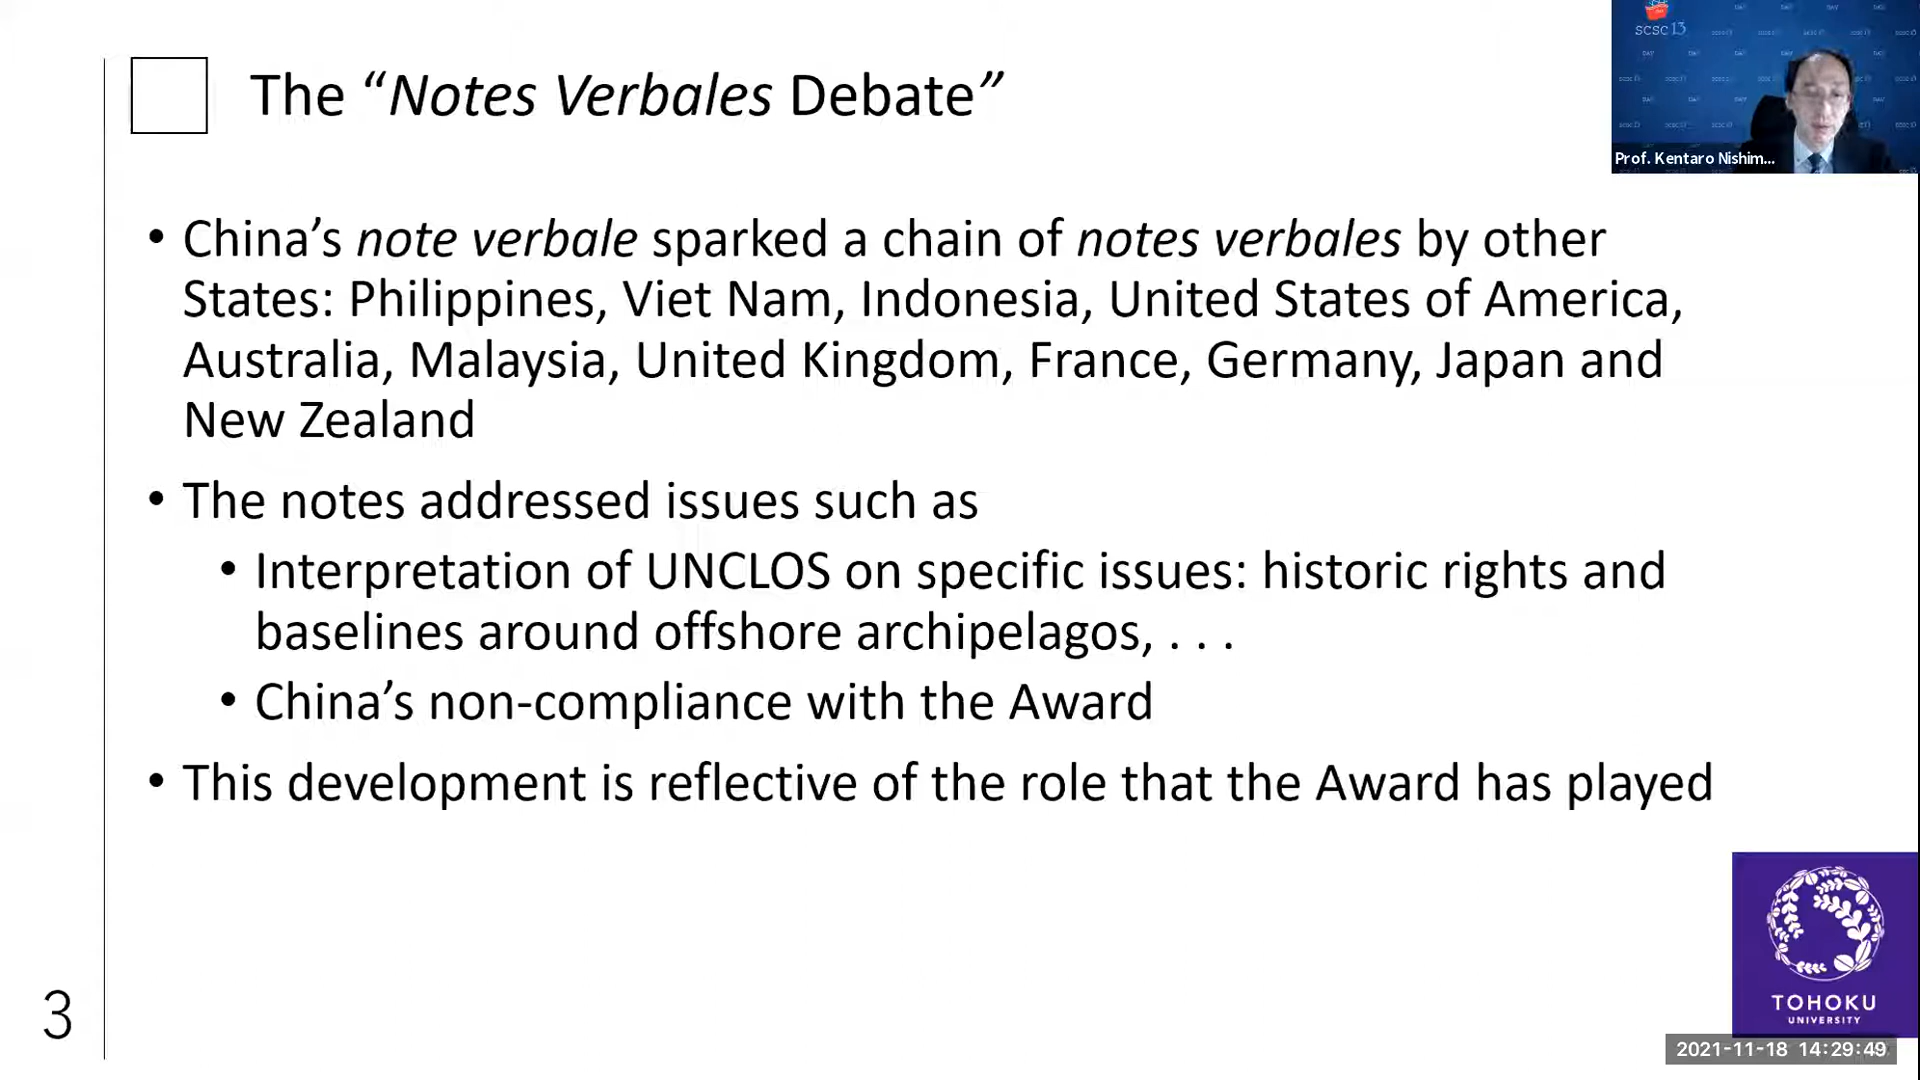 The “Notes Verbales Debate”
scsc13
Prof. Kentaro Nishim...
• China’s note verbale sparked a chain of notes verbales by other
States: Philippines, Viet Nam, Indonesia, United States of America,
Australia, Malaysia, United Kingdom, France, Germany, Japan and
New Zealand
• The notes addressed issues such as
• Interpretation of UNCLOS on specific issues: historic rights and
baselines around offshore archipelagos, . . .
• China’s non-compliance with the Award
• This development is reflective of the role that the Award has played
TOHOKU
UNIVERSITY
3
2021-11-18 14:29:49